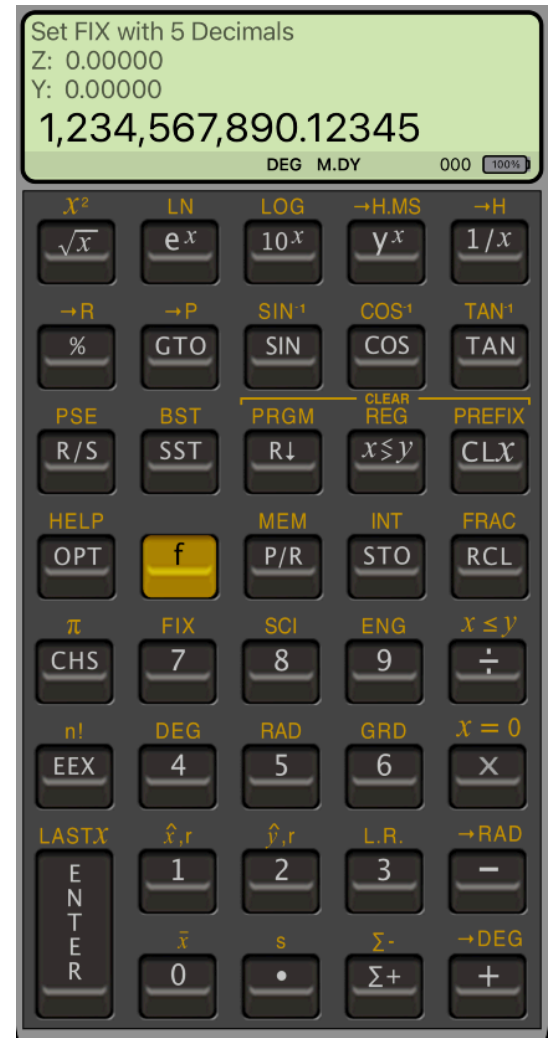 Set FIX with 5 Decimals
Z: 0.00000
Y: 0.00000
1,234,567,890.12345
DEG M.DY 000 100%
x² LN LOG →H.MS →H
√x eˣ 10ˣ yˣ 1/x
→R →P SIN⁻¹ COS⁻¹ TAN⁻¹
% GTO SIN COS TAN
CLEAR
PSE BST PRGM REG PREFIX
R/S SST R↓ x≶y CLx
HELP MEM INT FRAC
OPT f P/R STO RCL
π FIX SCI ENG x≤y
CHS 7 8 9 ÷
n! DEG RAD GRD x=0
EEX 4 5 6 ×
LASTx x̂,r ŷ,r L.R. →RAD
ENTER 1 2 3 −
x̄ s Σ- →DEG
0 • Σ+ +